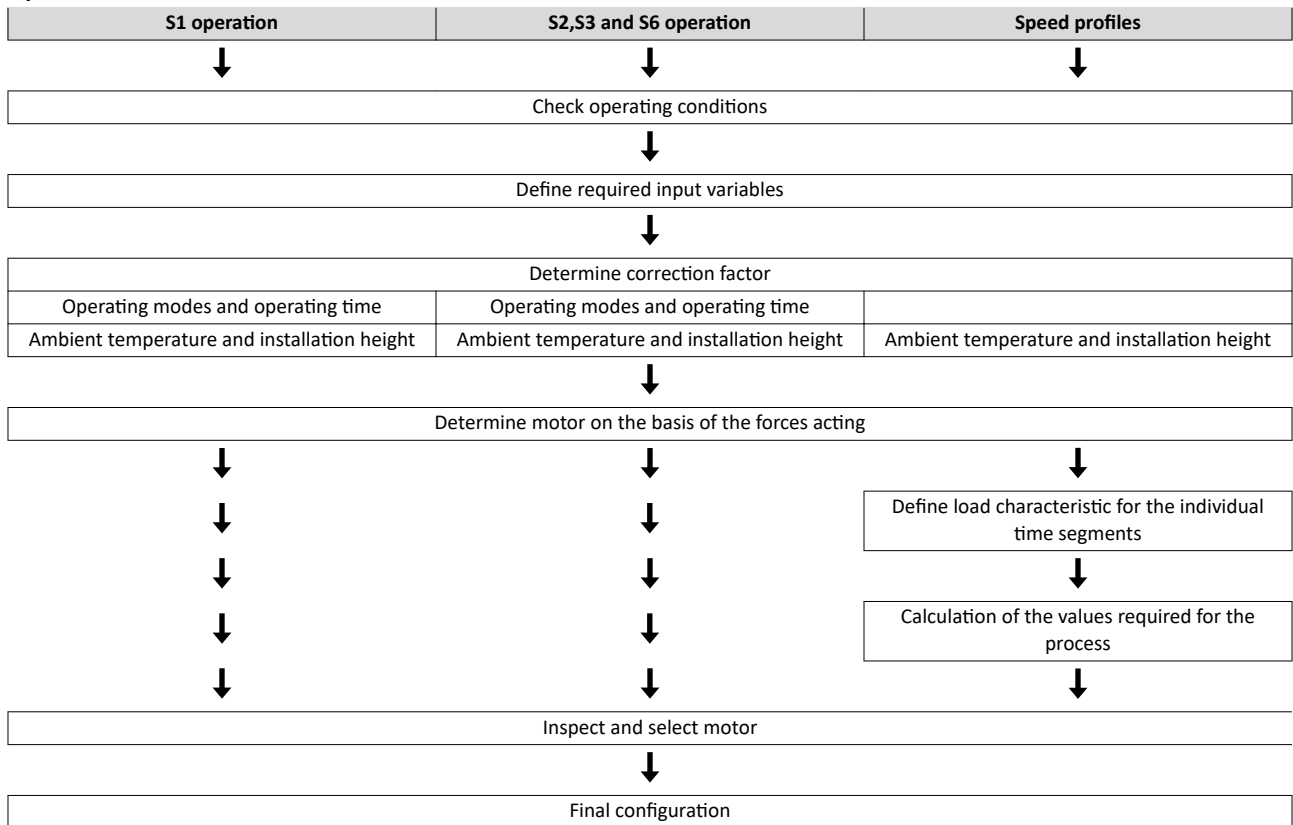 S1 operation
S2,S3 and S6 operation
Speed profiles
Check operating conditions
Define required input variables
Determine correction factor
Operating modes and operating time
Operating modes and operating time
Ambient temperature and installation height
Ambient temperature and installation height
Ambient temperature and installation height
Determine motor on the basis of the forces acting
Define load characteristic for the individual
time segments
Calculation of the values required for the
process
Inspect and select motor
Final configuration